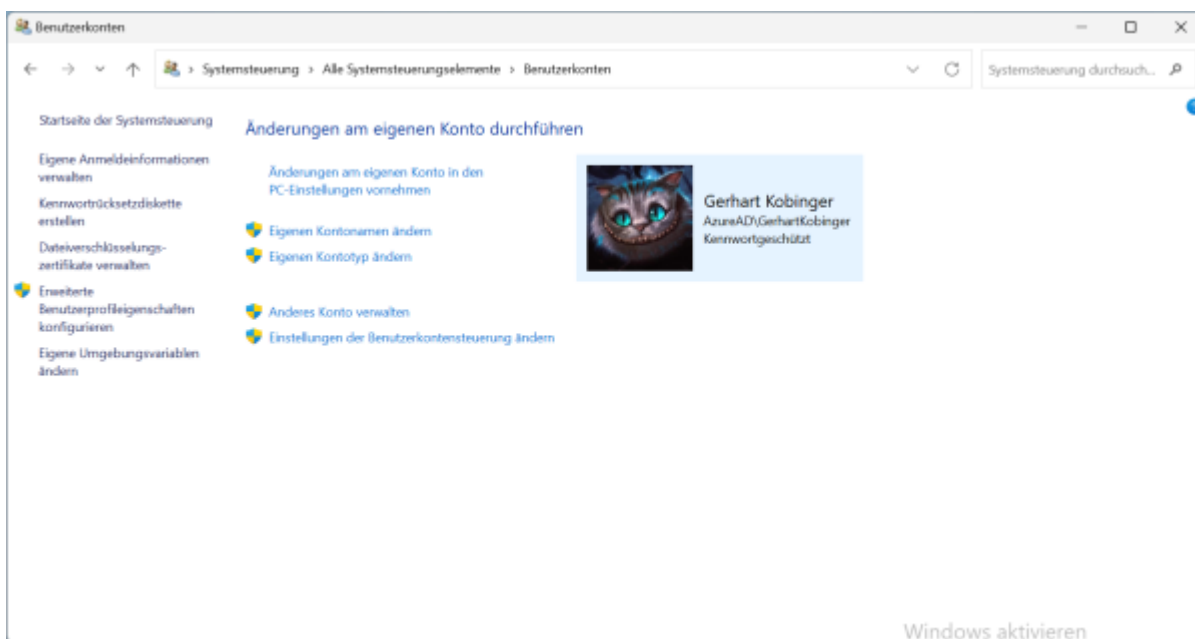 Benutzerkonten
Systemsteuerung > Alle Systemsteuerungselemente > Benutzerkonten
Systemsteuerung durchsuch...
Startseite der Systemsteuerung
Eigene Anmeldeinformationen
verwalten
Kennwortrücksetzdiskette
erstellen
Dateiverschlüsselungs-
zertifikate verwalten
Erweiterte
Benutzerprofileigenschaften
konfigurieren
Eigene Umgebungsvariablen
ändern
Änderungen am eigenen Konto durchführen
Änderungen am eigenen Konto in den
PC-Einstellungen vornehmen
Eigenen Kontonamen ändern
Eigenen Kontotyp ändern
Anderes Konto verwalten
Einstellungen der Benutzerkontensteuerung ändern
Gerhart Kobinger
AzureAD\GerhartKobinger
Kennwortgeschützt
Windows aktivieren